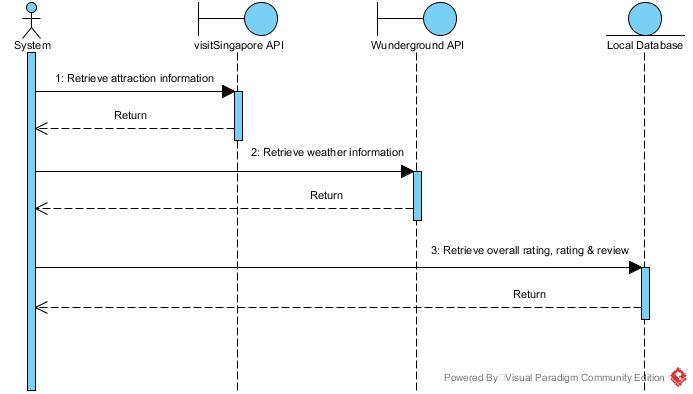 System
visitSingapore API
Wunderground API
Local Database
1: Retrieve attraction information
Return
2: Retrieve weather information
Return
3: Retrieve overall rating, rating & review
Return
Powered By Visual Paradigm Community Edition